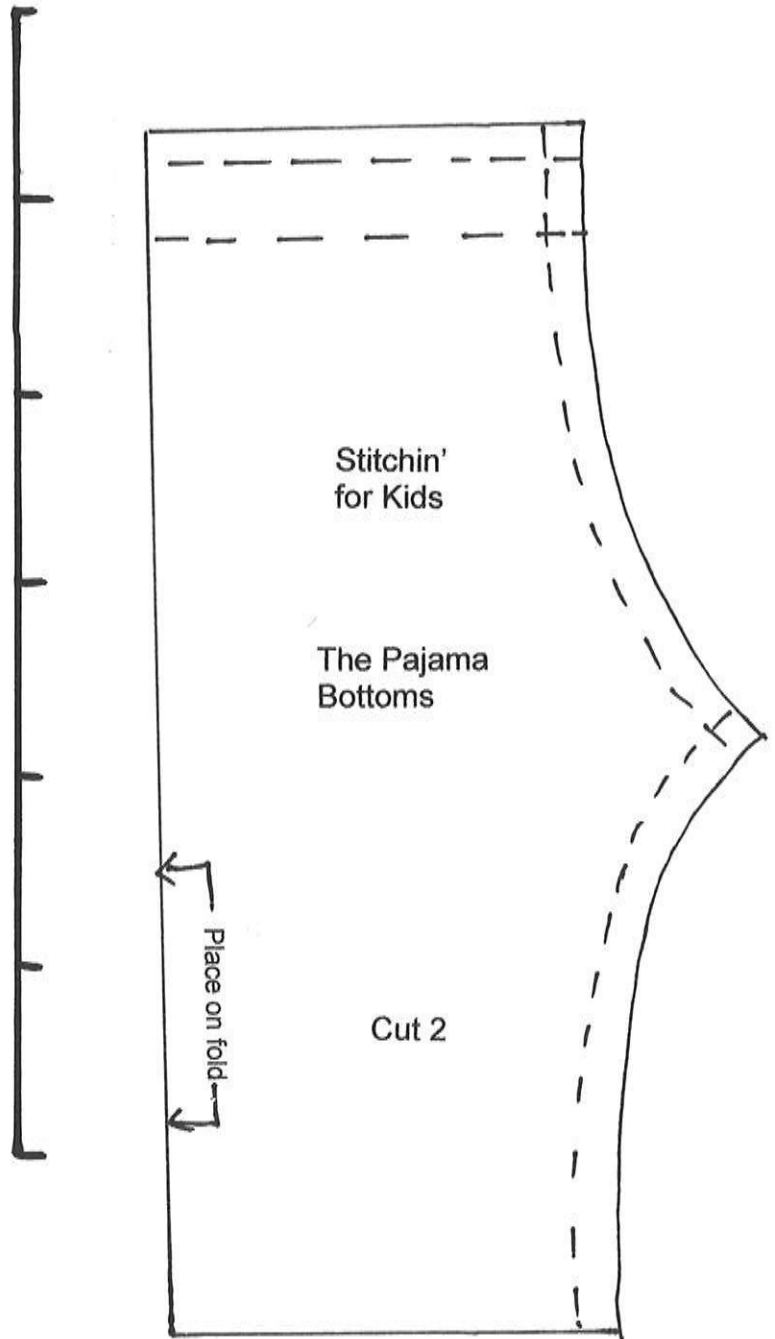 Stitchin'
for Kids
The Pajama
Bottoms
Place on fold
Cut 2